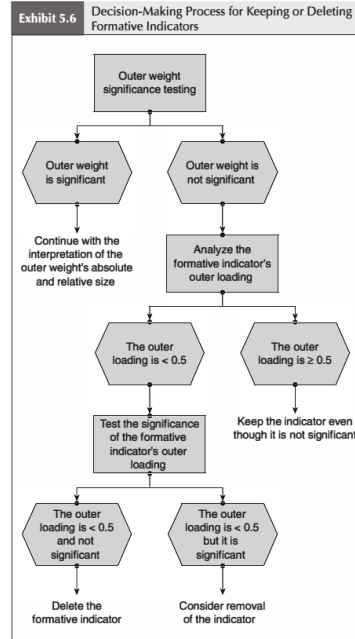 Exhibit 5.6
Decision-Making Process for Keeping or Deleting
Formative Indicators
Outer weight
significance testing
Outer weight
is significant
Outer weight is
not significant
Continue with the
interpretation of the
outer weight's absolute
and relative size
Analyze the
formative indicator's
outer loading
The outer
loading is < 0.5
The outer
loading is ≥ 0.5
Test the significance
of the formative
indicator's outer
loading
Keep the indicator even
though it is not significant
The outer
loading is < 0.5
and not
significant
The outer
loading is < 0.5
but it is
significant
Delete the
formative indicator
Consider removal
of the indicator